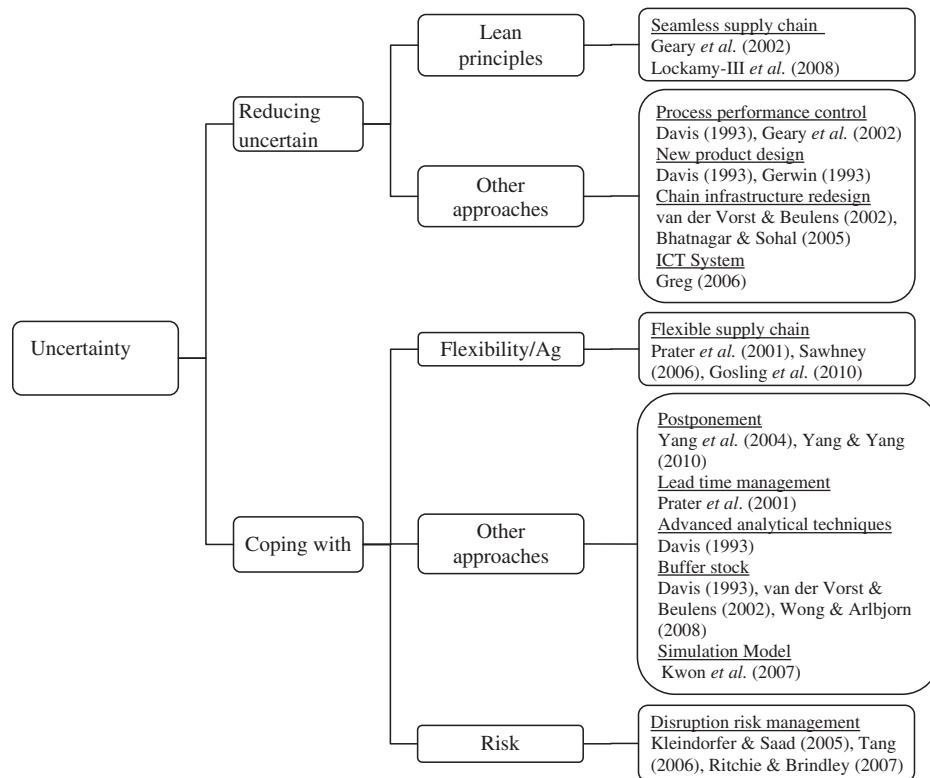 Uncertainty
Reducing
uncertain
Lean
principles
Seamless supply chain
Geary et al. (2002)
Lockamy-III et al. (2008)
Other
approaches
Process performance control
Davis (1993), Geary et al. (2002)
New product design
Davis (1993), Gerwin (1993)
Chain infrastructure redesign
van der Vorst & Beulens (2002),
Bhatnagar & Sohal (2005)
ICT System
Greg (2006)
Coping with
Flexibility/Ag
Flexible supply chain
Prater et al. (2001), Sawhney
(2006), Gosling et al. (2010)
Other
approaches
Postponement
Yang et al. (2004), Yang & Yang
(2010)
Lead time management
Prater et al. (2001)
Advanced analytical techniques
Davis (1993)
Buffer stock
Davis (1993), van der Vorst &
Beulens (2002), Wong & Arlbjorn
(2008)
Simulation Model
Kwon et al. (2007)
Risk
Disruption risk management
Kleindorfer & Saad (2005), Tang
(2006), Ritchie & Brindley (2007)